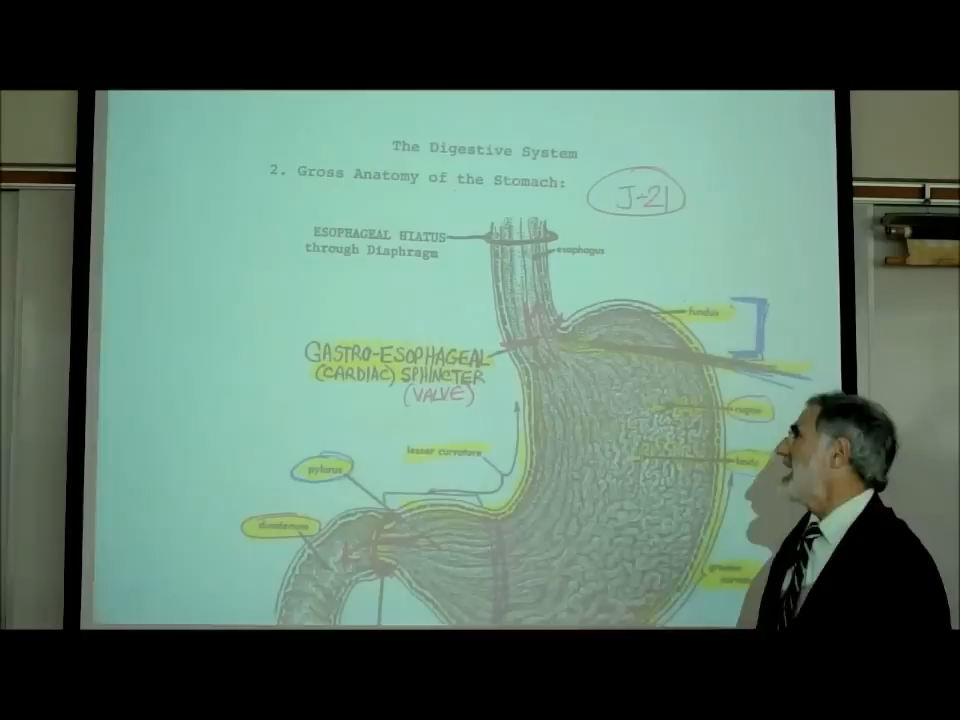 The Digestive System
2. Gross Anatomy of the Stomach:
J-21
ESOPHAGEAL HIATUS
through Diaphragm
esophagus
fundus
GASTRO-ESOPHAGEAL
(CARDIAC) SPHINCTER
(VALVE)
rugae
lesser curvature
body
pylorus
duodenum
greater